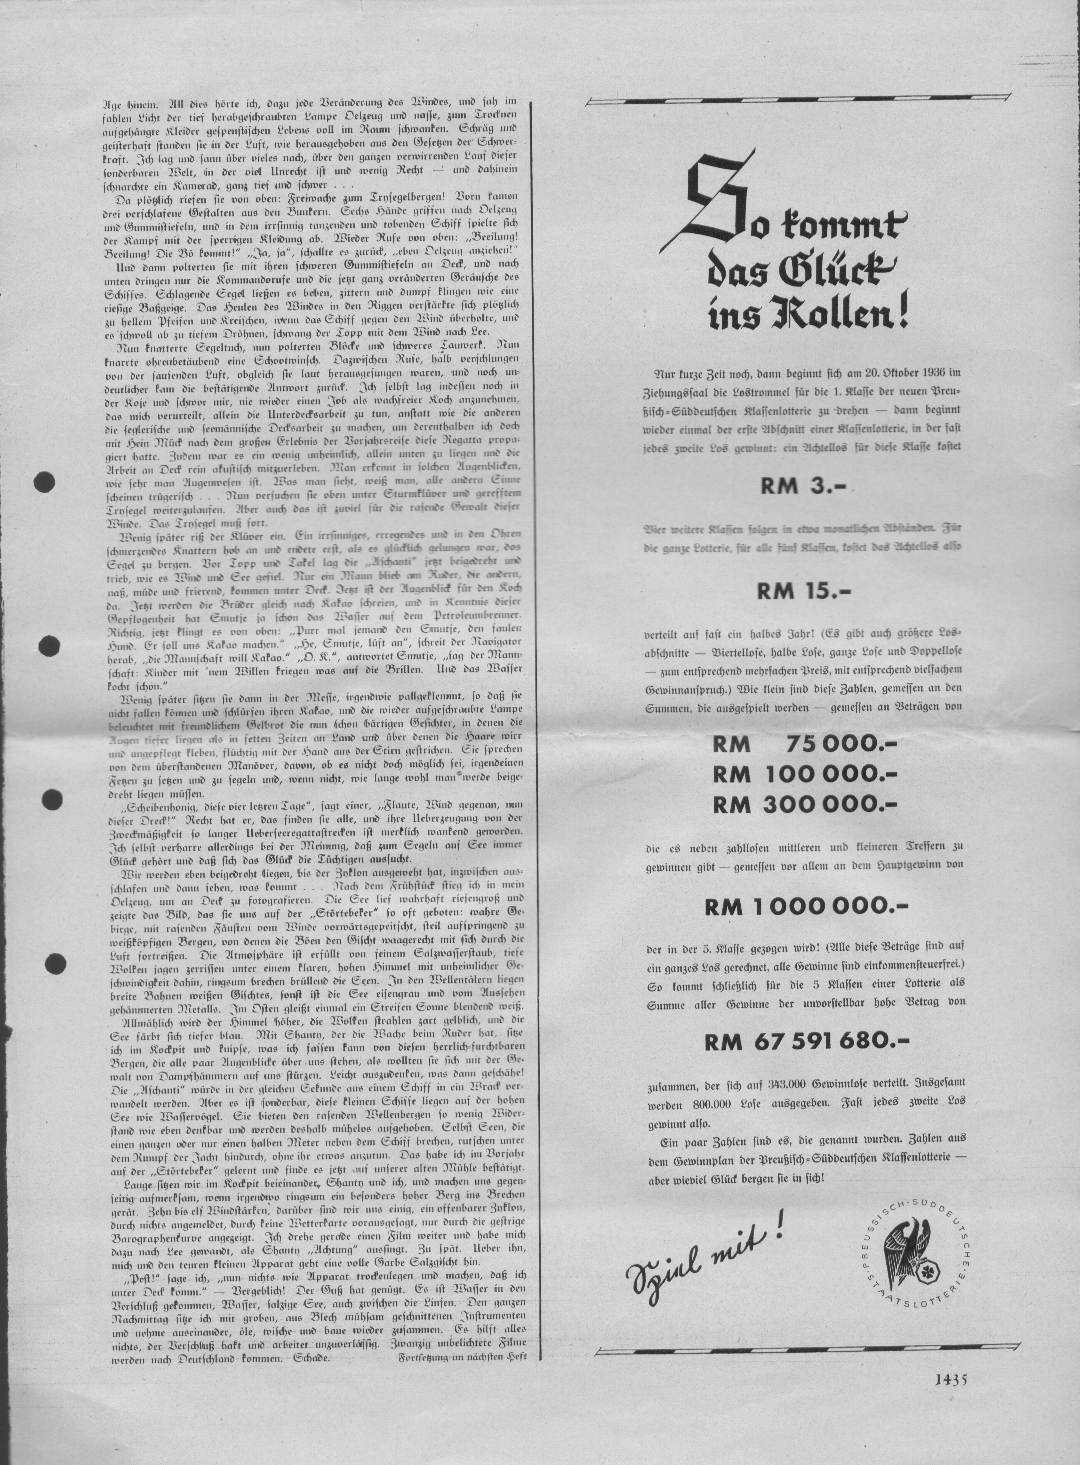 Age hinein. All dies hörte ich, dazu jede Veränderung des Windes, und sah im
fahlen Licht der tief herabgeschraubten Lampe Oelzeug und nasse, zum Trocknen
aufgehängte Kleider gespenstischen Lebens voll im Raum schwanken. Schräg und
geisterhaft standen sie in der Luft, wie herausgehoben aus den Gesetzen der Schwer-
kraft. Ich lag und sann über vieles nach, über den ganzen verwirrenden Lauf dieser
sonderbaren Welt, in der viel Unrecht ist und wenig Recht — und dahinein
schnarchte ein Kamerad, ganz tief und schwer . . .
Da plötzlich riefen sie von oben: Freiwache zum Trysegelbergen! Vorn kamen
drei verschlafene Gestalten aus den Bunkern. Sechs Hände griffen nach Oelzeug
und Gummistiefeln, und in dem irrsinnig tanzenden und tobenden Schiff spielte sich
der Kampf mit der sperrigen Kleidung ab. Wieder Rufe von oben: „Beeilung!
Beeilung! Die Bö kommt!" „Ja, ja", schallte es zurück, „eben Oelzeug anziehen!"
Und dann polterten sie mit ihren schweren Gummistiefeln an Deck, und nach
unten dringen nur die Kommandorufe und die jetzt ganz veränderten Geräusche des
Schiffes. Schlagende Segel ließen es beben, zittern und dumpf klingen wie eine
riesige Baßgeige. Das Heulen des Windes in den Riggen verstärkte sich plötzlich
zu hellem Pfeifen und Kreischen, wenn das Schiff gegen den Wind überholte, und
es schwoll ab zu tiefem Dröhnen, schwang der Topp mit dem Wind nach Lee.
Nun knatterte Segeltuch, nun polterten Blöcke und schweres Tauwerk. Nun
knarrte ohrenbetäubend eine Schootwinsch. Dazwischen Rufe, halb verschlungen
von der sausenden Luft, obgleich sie laut herausgesungen waren, und noch un-
deutlicher kam die bestätigende Antwort zurück. Ich selbst lag indessen noch in
der Koje und schwor mir, nie wieder einen Job als wachfreier Koch anzunehmen,
das mich verurteilt, allein die Unterdecksarbeit zu tun, anstatt wie die anderen
die seglerische und seemännische Decksarbeit zu machen, um derenthalben ich doch
mit Hein Mück nach dem großen Erlebnis der Vorjahrsreise diese Regatta propa-
giert hatte. Zudem war es ein wenig unheimlich, allein unten zu liegen und die
Arbeit an Deck rein akustisch mitzuerleben. Man erkennt in solchen Augenblicken,
wie sehr man Augenwesen ist. Was man sieht, weiß man, alle andern Sinne
scheinen trügerisch . . . Nun versuchen sie oben unter Sturmklüver und gerefftem
Trysegel weiterzulaufen. Aber auch das ist zuviel für die rasende Gewalt dieser
Winde. Das Trysegel muß fort.
Wenig später riß der Klüver ein. Ein irrsinniges, erregendes und in den Ohren
schmerzendes Knattern hob an und endete erst, als es glücklich gelungen war, das
Segel zu bergen. Vor Topp und Takel lag die „Aschanti" jetzt beigedreht und
trieb, wie es Wind und See gefiel. Nur ein Mann blieb am Ruder, die andern,
naß, müde und frierend, kommen unter Deck. Jetzt ist der Augenblick für den Koch
da. Jetzt werden die Brüder gleich nach Kakao schreien, und in Kenntnis dieser
Gepflogenheit hat Smutje ja schon das Wasser auf dem Petroleumbrenner.
Richtig, jetzt klingt es von oben: „Purr mal jemand den Smutje, den faulen
Hund. Er soll uns Kakao machen." „He, Smutje, lüft an", schreit der Navigator
herab, „die Mannschaft will Kakao." „O. K.", antwortet Smutje, „sag der Mann-
schaft: Kinder mit 'nem Willen kriegen was auf die Brillen. Und das Wasser
kocht schon."
Wenig später sitzen sie dann in der Messe, irgendwie pallgeklemmt, so daß sie
nicht fallen können und schlürfen ihren Kakao, und die wieder aufgeschraubte Lampe
beleuchtet mit freundlichem Gelbrot die nun schon bärtigen Gesichter, in denen die
Augen tiefer liegen als in fetten Zeiten an Land und über denen die Haare wirr
und ungepflegt kleben, flüchtig mit der Hand aus der Stirn gestrichen. Sie sprechen
von dem überstandenen Manöver, davon, ob es nicht doch möglich sei, irgendeinen
Fetzen zu setzen und zu segeln und, wenn nicht, wie lange wohl man werde beige-
dreht liegen müssen.
„Scheibenhonig, diese vier letzten Tage", sagt einer, „Flaute, Wind gegenan, nun
dieser Dreck!" Recht hat er, das finden sie alle, und ihre Ueberzeugung von der
Zweckmäßigkeit so langer Ueberseeregattastrecken ist merklich wankend geworden.
Ich selbst verharre allerdings bei der Meinung, daß zum Segeln auf See immer
Glück gehört und daß sich das Glück die Tüchtigen aussucht.
Wir werden eben beigedreht liegen, bis der Zyklon ausgeweht hat, inzwischen aus-
schlafen und dann sehen, was kommt . . . Nach dem Frühstück stieg ich in mein
Oelzeug, um an Deck zu fotografieren. Die See lief wahrhaft riesengroß und
zeigte das Bild, das sie uns auf der „Störtebeker" so oft geboten: wahre Ge-
birge, mit rasenden Fäusten vom Winde vorwärtsgepeitscht, steil aufspringend zu
weißköpfigen Bergen, von denen die Böen den Gischt waagerecht mit sich durch die
Luft fortreißen. Die Atmosphäre ist erfüllt von seinem Salzwasserstaub, tiefe
Wolken jagen zerrissen unter einem klaren, hohen Himmel mit unheimlicher Ge-
schwindigkeit dahin, ringsum brechen brüllend die Seen. In den Wellentälern liegen
breite Bahnen weißen Gischtes, sonst ist die See eisengrau und vom Aussehen
gehämmerten Metalls. Im Osten gleißt einmal ein Streifen Sonne blendend weiß.
Allmählich wird der Himmel höher, die Wolken strahlen zart gelblich, und die
See färbt sich tiefer blau. Mit Shanty, der die Wache beim Ruder hat, sitze
ich im Kockpit und knipse, was ich fassen kann von diesen herrlich-furchtbaren
Bergen, die alle paar Augenblicke über uns stehen, als wollten sie sich mit der Ge-
walt von Dampfhämmern auf uns stürzen. Leicht auszudenken, was dann geschähe!
Die „Aschanti" würde in der gleichen Sekunde aus einem Schiff in ein Wrack ver-
wandelt werden. Aber es ist sonderbar, diese kleinen Schiffe liegen auf der hohen
See wie Wasservögel. Sie bieten den rasenden Wellenbergen so wenig Wider-
stand wie eben denkbar und werden deshalb mühelos aufgehoben. Selbst Seen, die
einen ganzen oder nur einen halben Meter neben dem Schiff brechen, rutschen unter
dem Rumpf der Jacht hindurch, ohne ihr etwas anzutun. Das habe ich im Vorjahr
auf der „Störtebeker" gelernt und finde es jetzt auf unserer alten Mühle bestätigt.
Lange sitzen wir im Kockpit beieinander, Shanty und ich, und machen uns gegen-
seitig aufmerksam, wenn irgendwo ringsum ein besonders hoher Berg ins Brechen
gerät. Zehn bis elf Windstärken, darüber sind wir uns einig, ein offenbarer Zyklon,
durch nichts angemeldet, durch keine Wetterkarte vorausgesagt, nur durch die gestrige
Barographenkurve angezeigt. Ich drehe gerade einen Film weiter und habe mich
dazu nach Lee gewandt, als Shanty „Achtung" aussingt. Zu spät. Ueber ihn,
mich und den teuren kleinen Apparat geht eine volle Garbe Salzgischt hin.
„Pest!" sage ich, „nun nichts wie Apparat trockenlegen und machen, daß ich
unter Deck komm." — Vergeblich! Der Guß hat genügt. Es ist Wasser in den
Verschluß gekommen, Wasser, salzige See, auch zwischen die Linsen. Den ganzen
Nachmittag sitze ich mit groben, aus Blech mühsam geschnittenen Instrumenten
und nehme auseinander, öle, wische und baue wieder zusammen. Es hilft alles
nichts, der Verschluß hakt und arbeitet unzuverlässig. Zwanzig unbelichtete Filme
werden nach Deutschland kommen. Schade. Fortsetzung im nächsten Heft
So kommt
das Glück
ins Rollen!
Nur kurze Zeit noch, dann beginnt sich am 20. Oktober 1936 im
Ziehungssaal die Lostrommel für die 1. Klasse der neuen Preu-
ßisch-Süddeutschen Klassenlotterie zu drehen — dann beginnt
wieder einmal der erste Abschnitt einer Klassenlotterie, in der fast
jedes zweite Los gewinnt: ein Achtellos für diese Klasse kostet
RM 3.–
Vier weitere Klassen folgen in etwa monatlichen Abständen. Für
die ganze Lotterie, für alle fünf Klassen, kostet das Achtellos also
RM 15.–
verteilt auf fast ein halbes Jahr! (Es gibt auch größere Los-
abschnitte — Viertellose, halbe Lose, ganze Lose und Doppellose
— zum entsprechend mehrfachen Preis, mit entsprechend vielfachem
Gewinnanspruch.) Wie klein sind diese Zahlen, gemessen an den
Summen, die ausgespielt werden — gemessen an Beträgen von
RM 75 000.–
RM 100 000.–
RM 300 000.–
die es neben zahllosen mittleren und kleineren Treffern zu
gewinnen gibt — gemessen vor allem an dem Hauptgewinn von
RM 1 000 000.–
der in der 5. Klasse gezogen wird! (Alle diese Beträge sind auf
ein ganzes Los gerechnet, alle Gewinne sind einkommensteuerfrei.)
So kommt schließlich für die 5 Klassen einer Lotterie als
Summe aller Gewinne der unvorstellbar hohe Betrag von
RM 67 591 680.–
zusammen, der sich auf 343.000 Gewinnlose verteilt. Insgesamt
werden 800.000 Lose ausgegeben. Fast jedes zweite Los
gewinnt also.
Ein paar Zahlen sind es, die genannt wurden. Zahlen aus
dem Gewinnplan der Preußisch-Süddeutschen Klassenlotterie —
aber wieviel Glück bergen sie in sich!
Spiel mit!
PREUSSISCH-SÜDDEUTSCHE STAATSLOTTERIE
1435